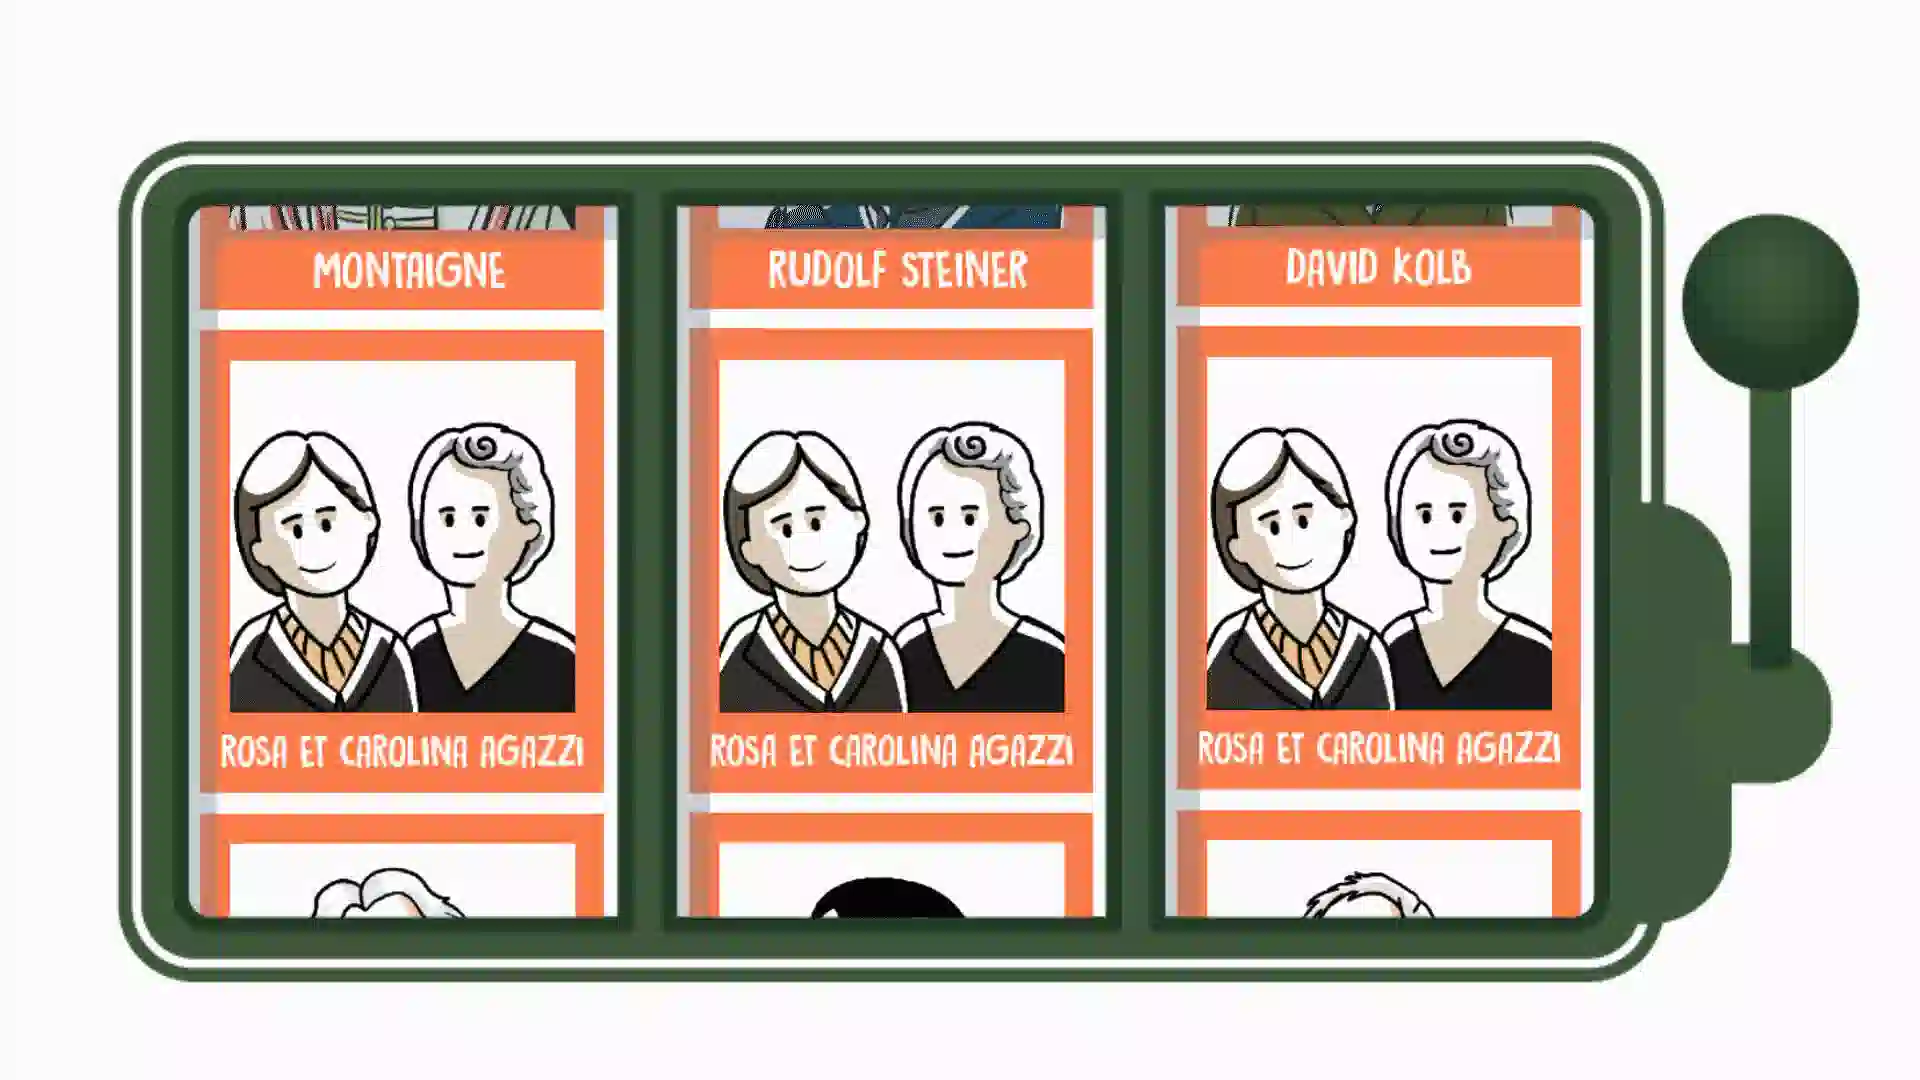 MONTAIGNE
RUDOLF STEINER
DAVID KOLB
ROSA ET CAROLINA AGAZZI
ROSA ET CAROLINA AGAZZI
ROSA ET CAROLINA AGAZZI